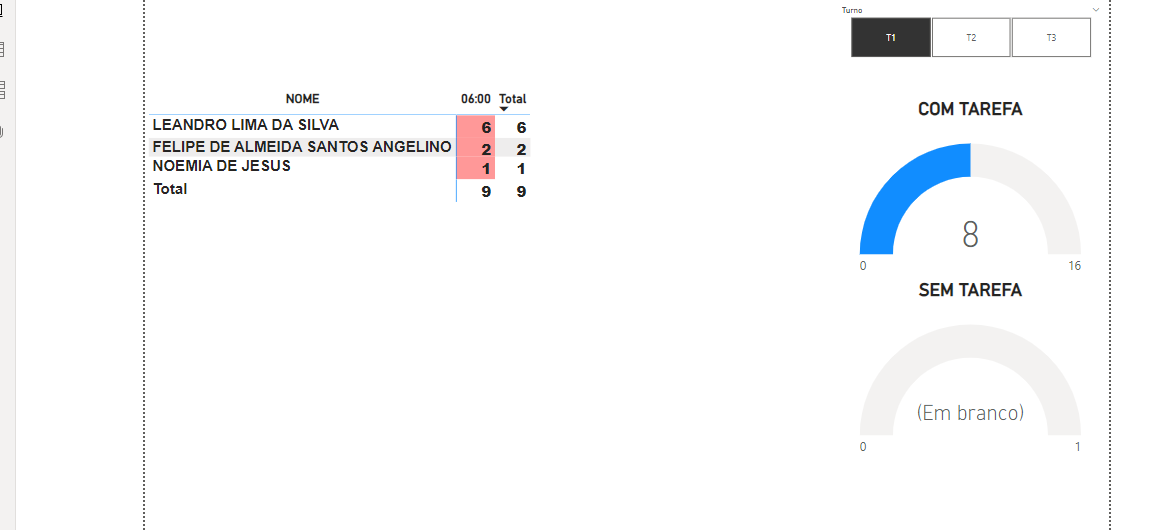 Turno
T1 T2 T3
NOME 06:00 Total
LEANDRO LIMA DA SILVA 6 6
FELIPE DE ALMEIDA SANTOS ANGELINO 2 2
NOEMIA DE JESUS 1 1
Total 9 9
COM TAREFA
8
0 16
SEM TAREFA
(Em branco)
0 1